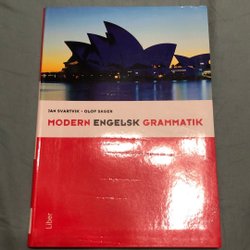 JAN SVARTVIK • OLOF SAGER
MODERN ENGELSK GRAMMATIK
Liber